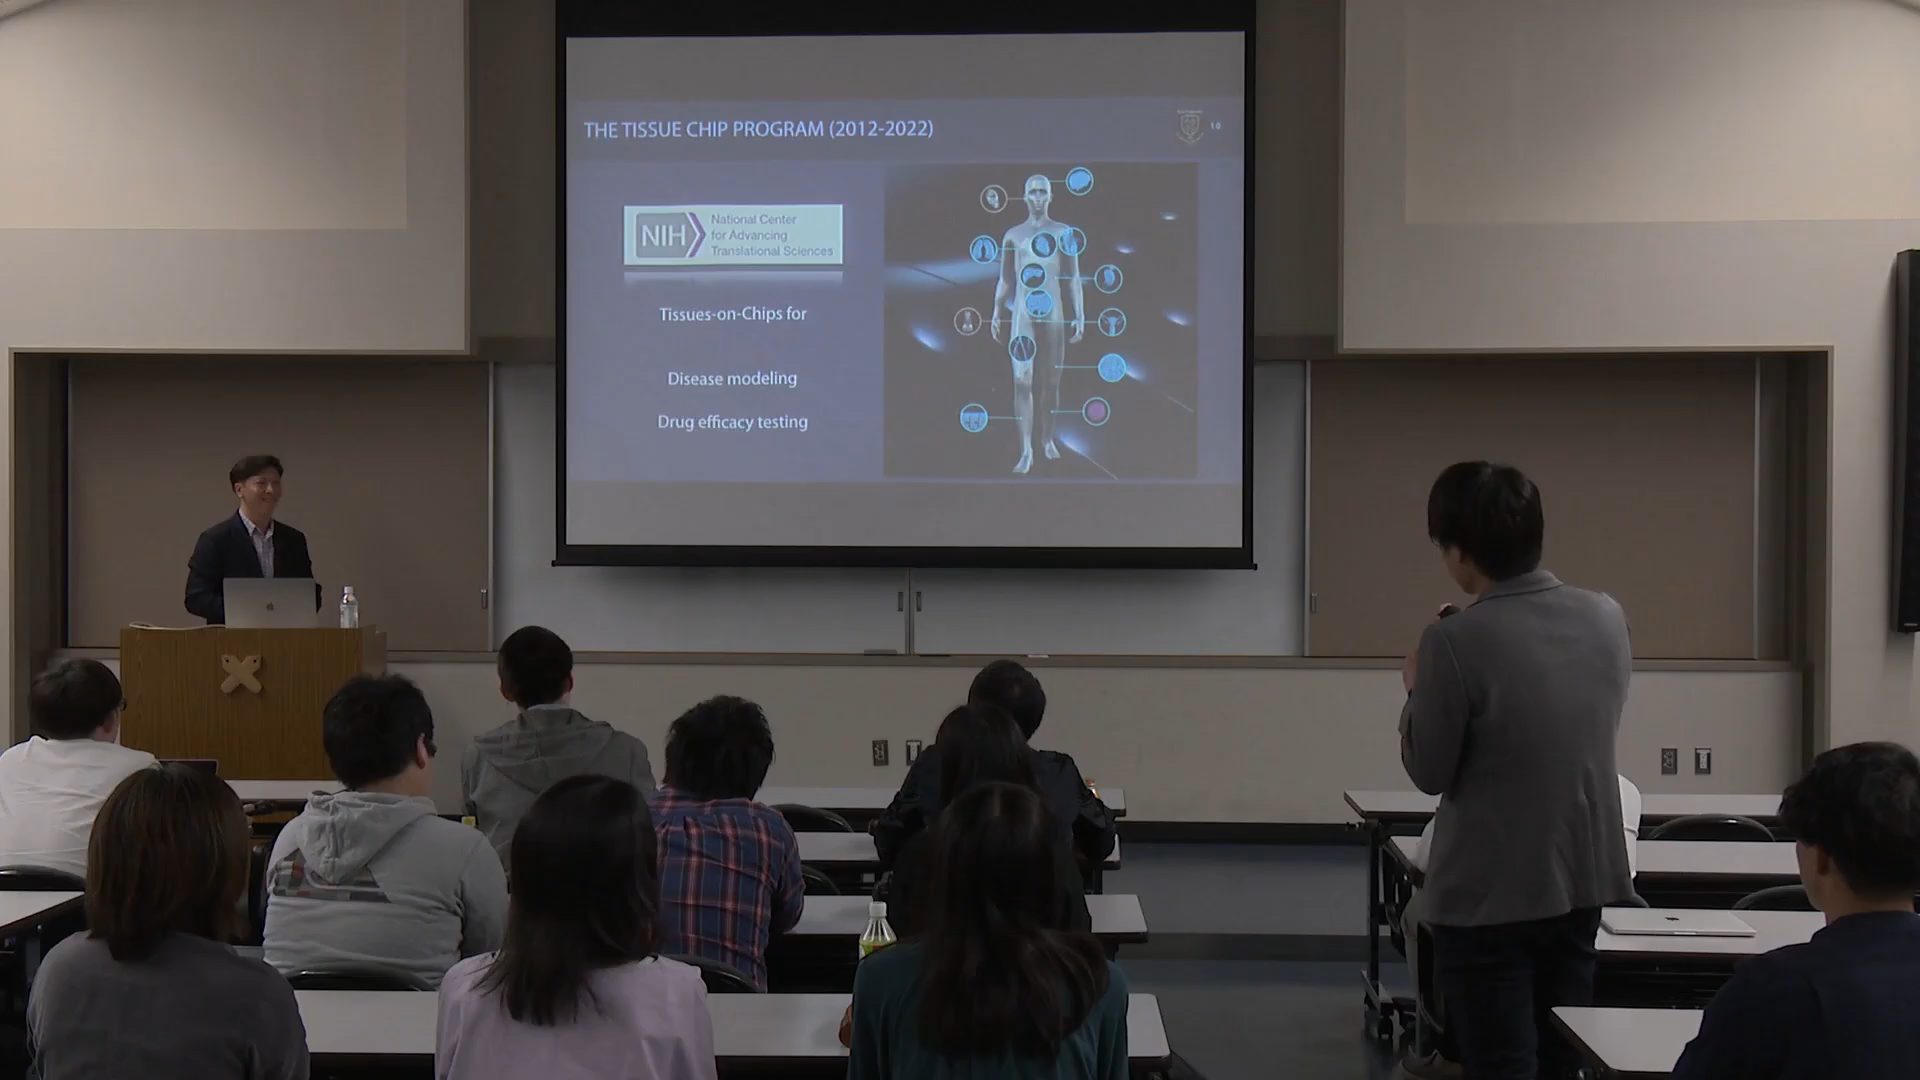 THE TISSUE CHIP PROGRAM (2012-2022)
10
NIH
National Center
for Advancing
Translational Sciences
Tissues-on-Chips for
Disease modeling
Drug efficacy testing